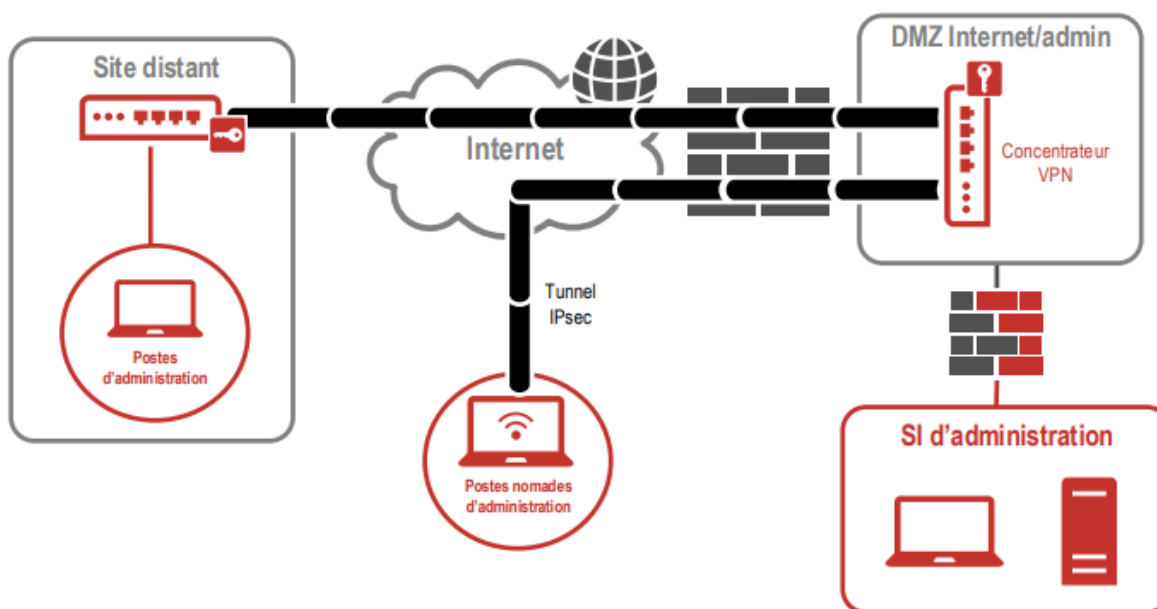 Site distant
Internet
DMZ Internet/admin
Concentrateur
VPN
Tunnel
IPsec
Postes
d'administration
Postes nomades
d'administration
SI d'administration